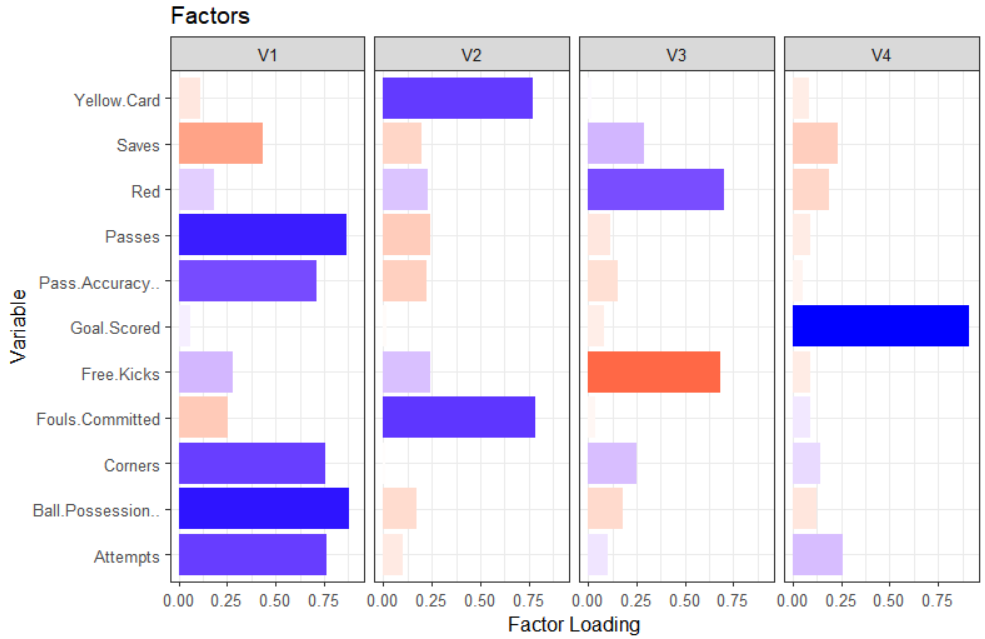 Factors
V1 V2 V3 V4
Variable
Yellow.Card
Saves
Red
Passes
Pass.Accuracy..
Goal.Scored
Free.Kicks
Fouls.Committed
Corners
Ball.Possession..
Attempts
0.00 0.25 0.50 0.75 0.00 0.25 0.50 0.75 0.00 0.25 0.50 0.75 0.00 0.25 0.50 0.75
Factor Loading